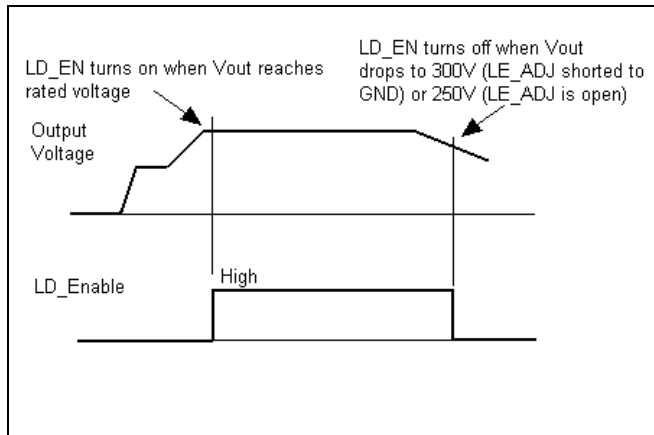 LD_EN turns on when Vout reaches
rated voltage
LD_EN turns off when Vout
drops to 300V (LE_ADJ shorted to
GND) or 250V (LE_ADJ is open)
Output
Voltage
High
LD_Enable